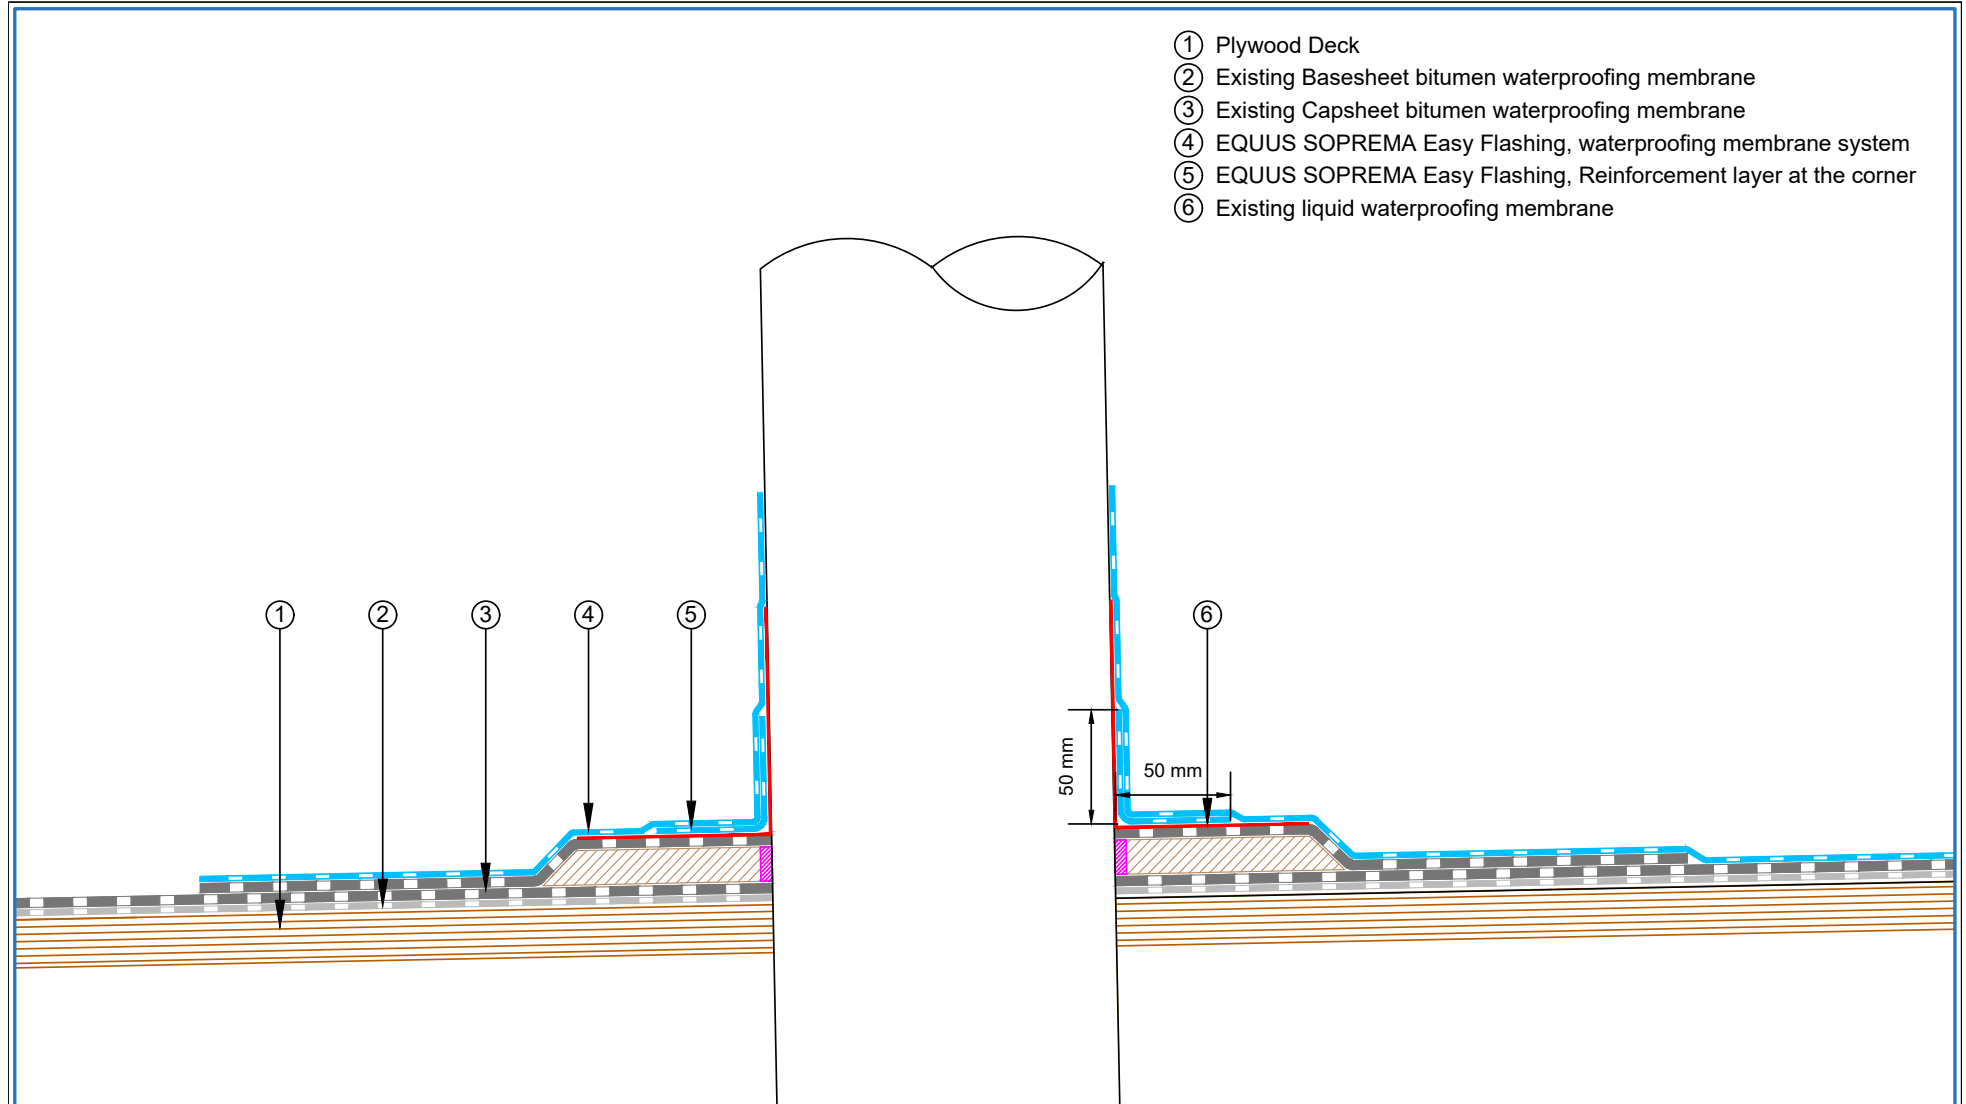 ① Plywood Deck
② Existing Basesheet bitumen waterproofing membrane
③ Existing Capsheet bitumen waterproofing membrane
④ EQUUS SOPREMA Easy Flashing, waterproofing membrane system
⑤ EQUUS SOPREMA Easy Flashing, Reinforcement layer at the corner
⑥ Existing liquid waterproofing membrane
① ② ③ ④ ⑤ ⑥
50 mm
50 mm